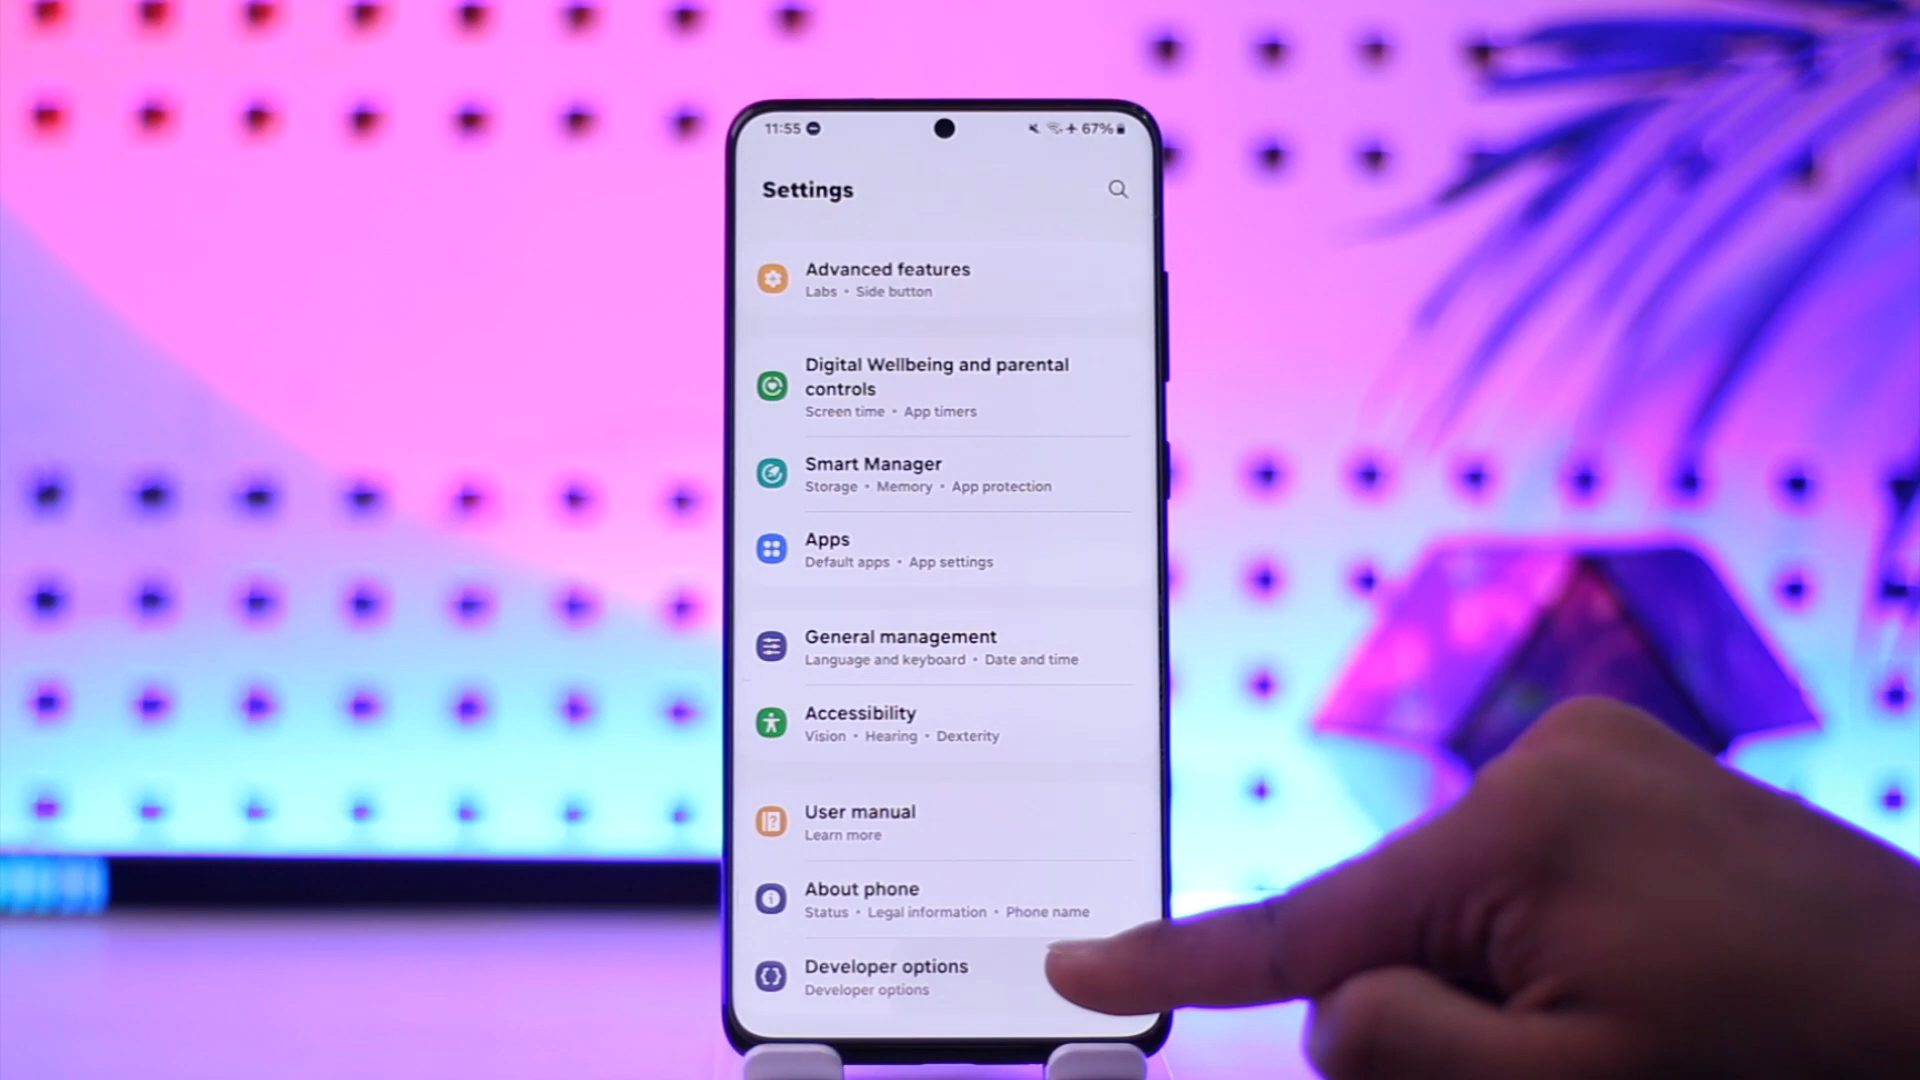 11:55
67%
Settings
Advanced features
Labs • Side button
Digital Wellbeing and parental
controls
Screen time • App timers
Smart Manager
Storage • Memory • App protection
Apps
Default apps • App settings
General management
Language and keyboard • Date and time
Accessibility
Vision • Hearing • Dexterity
User manual
Learn more
About phone
Status • Legal information • Phone name
Developer options
Developer options